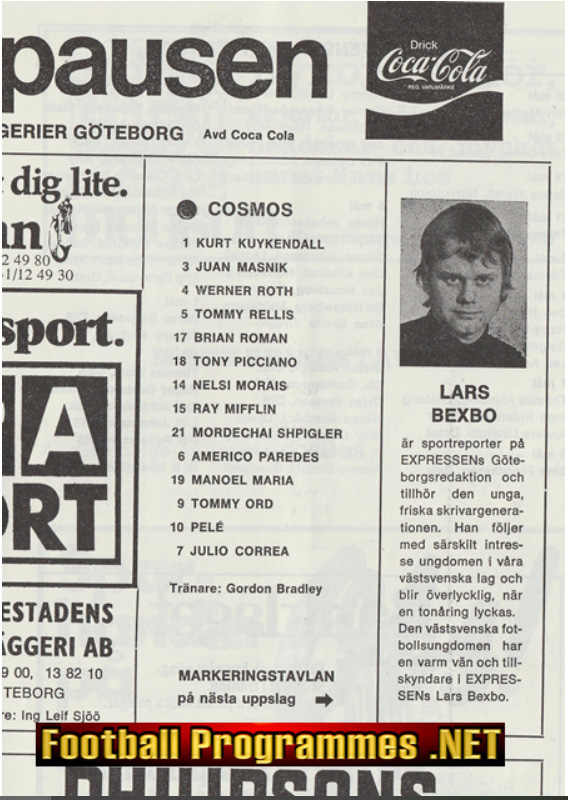 pausen
Drick
Coca-Cola
REG. VARUMÄRKE
GERIER GÖTEBORG Avd Coca Cola
dig lite.
2 49 80
1/12 49 30
sport.
A
ORT
ESTADENS
ÄGGERI AB
9 00, 13 82 10
TEBORG
re: Ing Leif Sjöö
COSMOS
1 KURT KUYKENDALL
3 JUAN MASNIK
4 WERNER ROTH
5 TOMMY RELLIS
17 BRIAN ROMAN
18 TONY PICCIANO
14 NELSI MORAIS
15 RAY MIFFLIN
8 MORDECHAI SHPIGLER
6 AMERICO PAREDES
19 MANOEL MARIA
9 TOMMY ORD
10 PELÉ
7 JULIO CORREA
Tränare: Gordon Bradley
MARKERINGSTAVLAN
på nästa uppslag
LARS
BEXBO
är sportreporter på
EXPRESSENs Göte-
borgsredaktion och
tillhör den unga,
friska skrivargenera-
tionen. Han följer
med särskilt intres-
se ungdomen i våra
västsvenska lag och
blir överlycklig, när
en tonåring lyckas.
Den västsvenska fot-
bollsungdomen har
en varm vän och till-
skyndare i EXPRES-
SENs Lars Bexbo.
Football Programmes .NET